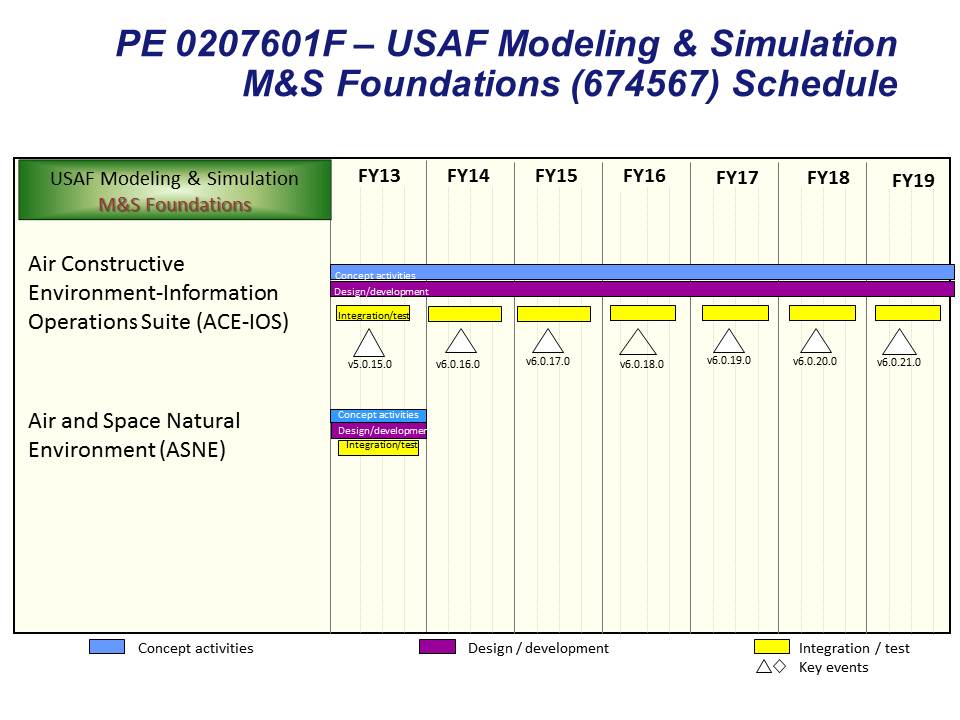 PE 0207601F – USAF Modeling & Simulation
M&S Foundations (674567) Schedule
USAF Modeling & Simulation
M&S Foundations
FY13 FY14 FY15 FY16 FY17 FY18 FY19
Air Constructive
Environment-Information
Operations Suite (ACE-IOS)
Concept activities
Design/development
Integration/test
v5.0.15.0 v6.0.16.0 v6.0.17.0 v6.0.18.0 v6.0.19.0 v6.0.20.0 v6.0.21.0
Air and Space Natural
Environment (ASNE)
Concept activities
Design/developmen
Integration/test
Concept activities
Design / development
Integration / test
Key events